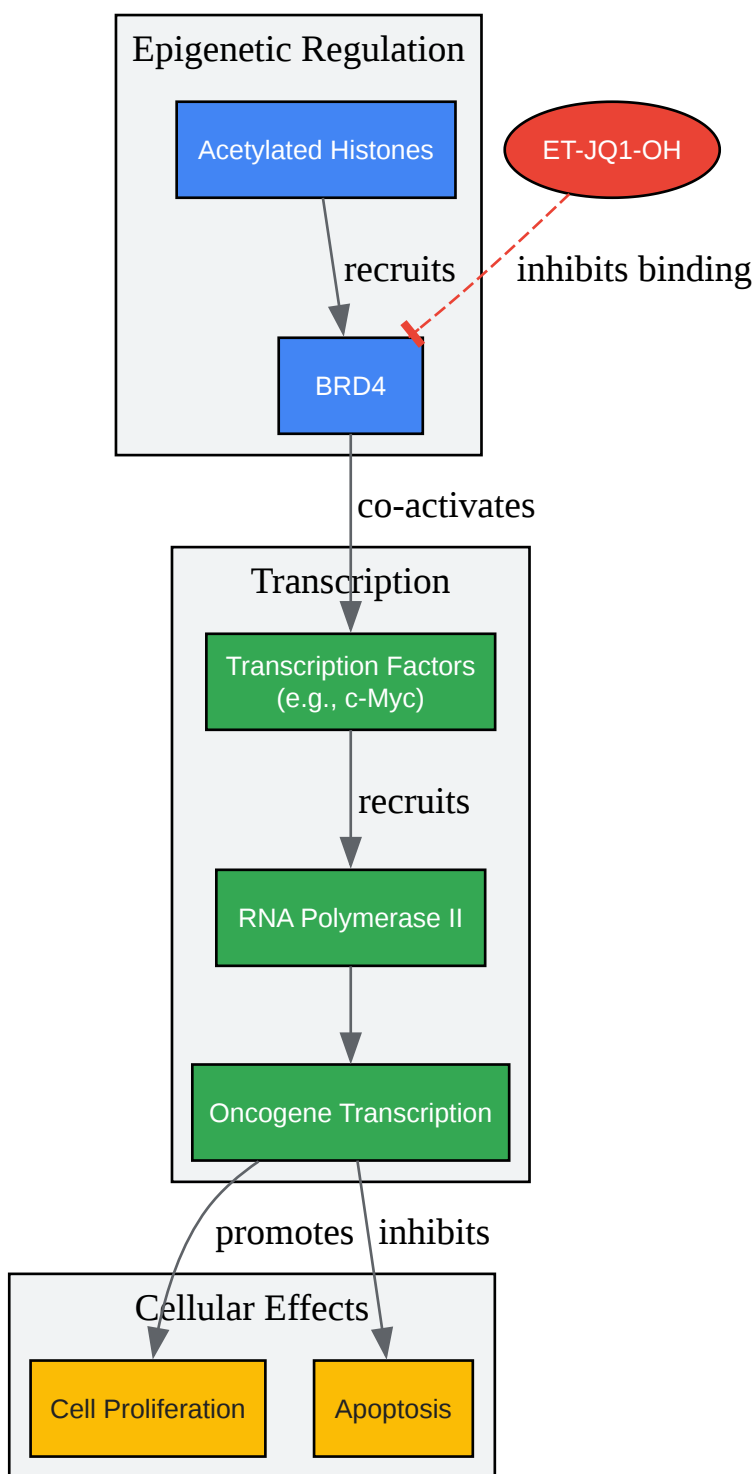 Epigenetic Regulation
Acetylated Histones
ET-JQ1-OH
recruits
inhibits binding
BRD4
co-activates
Transcription
Transcription Factors
(e.g., c-Myc)
recruits
RNA Polymerase II
Oncogene Transcription
promotes
inhibits
Cellular Effects
Cell Proliferation
Apoptosis